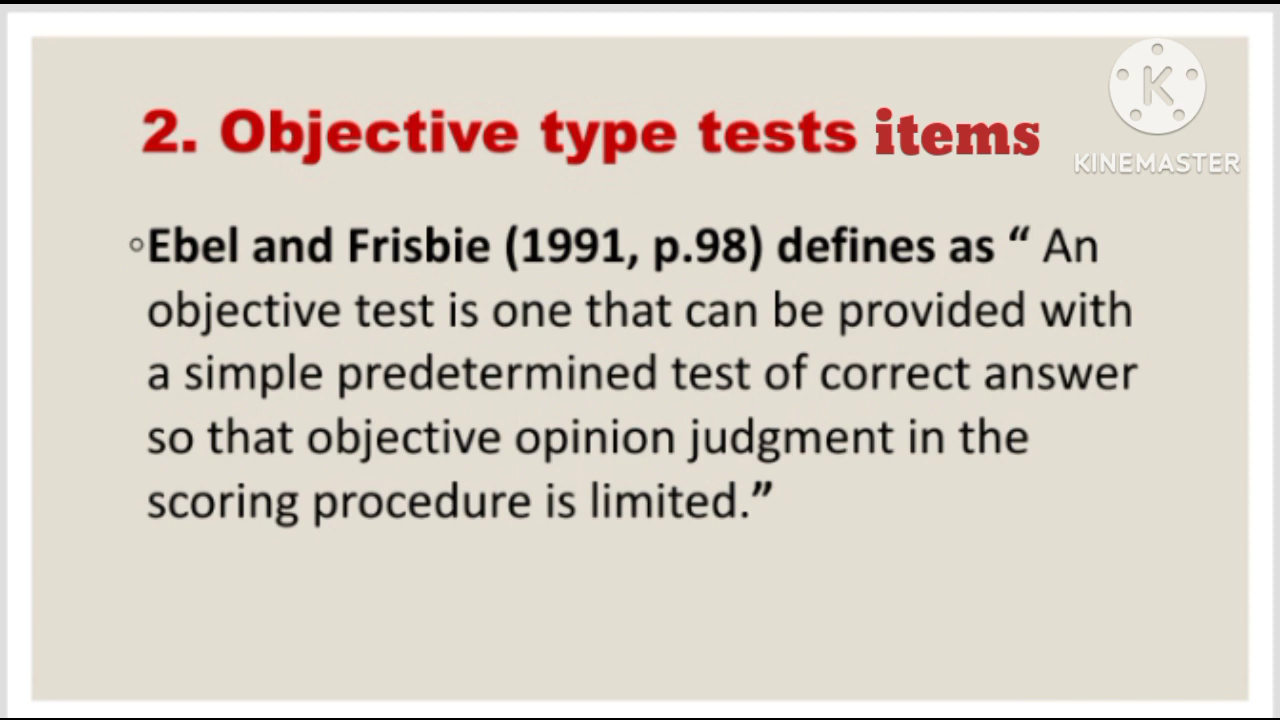 2. Objective type tests items
K
KINEMASTER
◦Ebel and Frisbie (1991, p.98) defines as “ An
objective test is one that can be provided with
a simple predetermined test of correct answer
so that objective opinion judgment in the
scoring procedure is limited.”